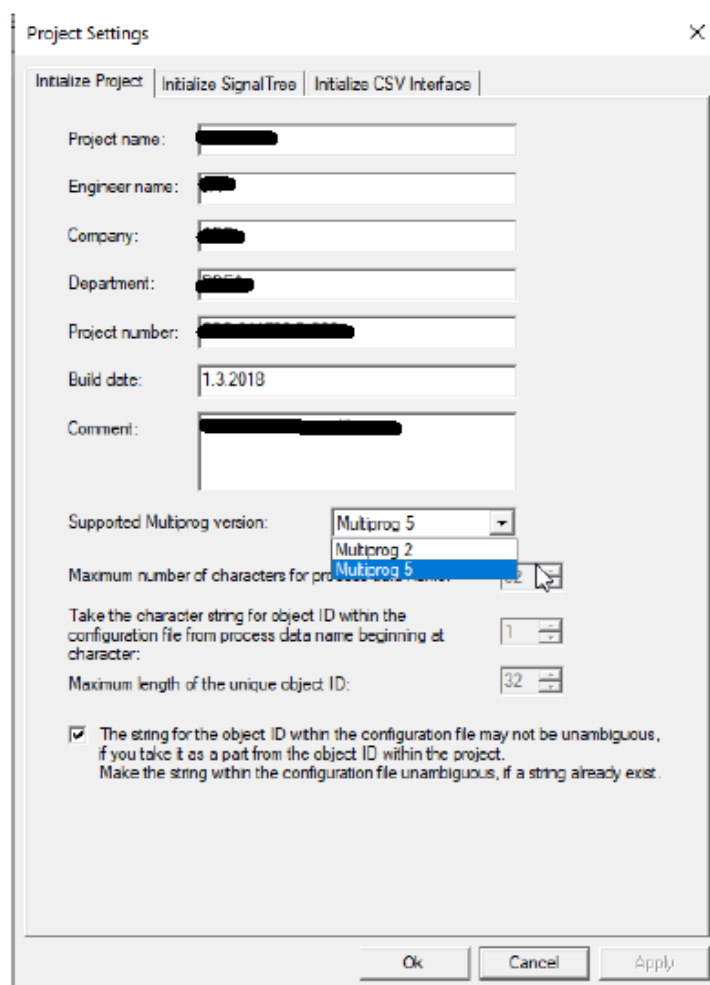 Project Settings
Initialize Project Initialize SignalTree Initialize CSV Interface
Project name:
Engineer name:
Company:
Department:
Project number:
Build date: 1.3.2018
Comment:
Supported Multiprog version: Multiprog 5
Multiprog 2
Multiprog 5
Maximum number of characters for
Take the character string for object ID within the
configuration file from process data name beginning at
character: 1
Maximum length of the unique object ID: 32
The string for the object ID within the configuration file may not be unambiguous,
if you take it as a part from the object ID within the project.
Make the string within the configuration file unambiguous, if a string already exist.
Ok Cancel Apply